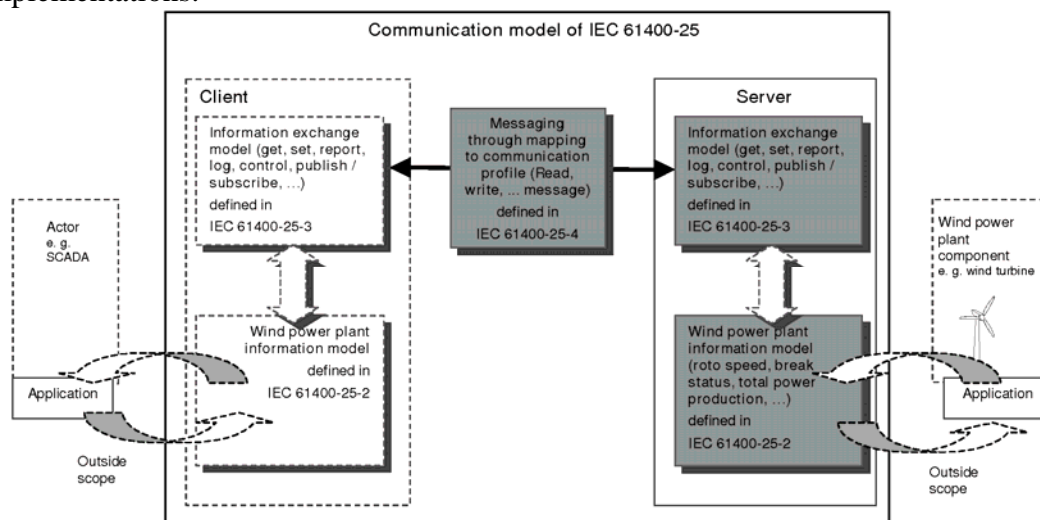 Communication model of IEC 61400-25
Client
Information exchange
model (get, set, report,
log, control, publish /
subscribe, ...)
defined in
IEC 61400-25-3
Wind power plant
information model
defined in
IEC 61400-25-2
Messaging
through mapping
to communication
profile (Read,
write, ... message)
defined in
IEC 61400-25-4
Server
Information exchange
model (get, set, report,
log, control, publish /
subscribe, ...)
defined in
IEC 61400-25-3
Wind power plant
information model
(roto speed, break
status, total power
production, ...)
defined in
IEC 61400-25-2
Actor
e. g.
SCADA
Application
Outside
scope
Wind power
plant
component
e. g. wind turbine
Application
Outside
scope